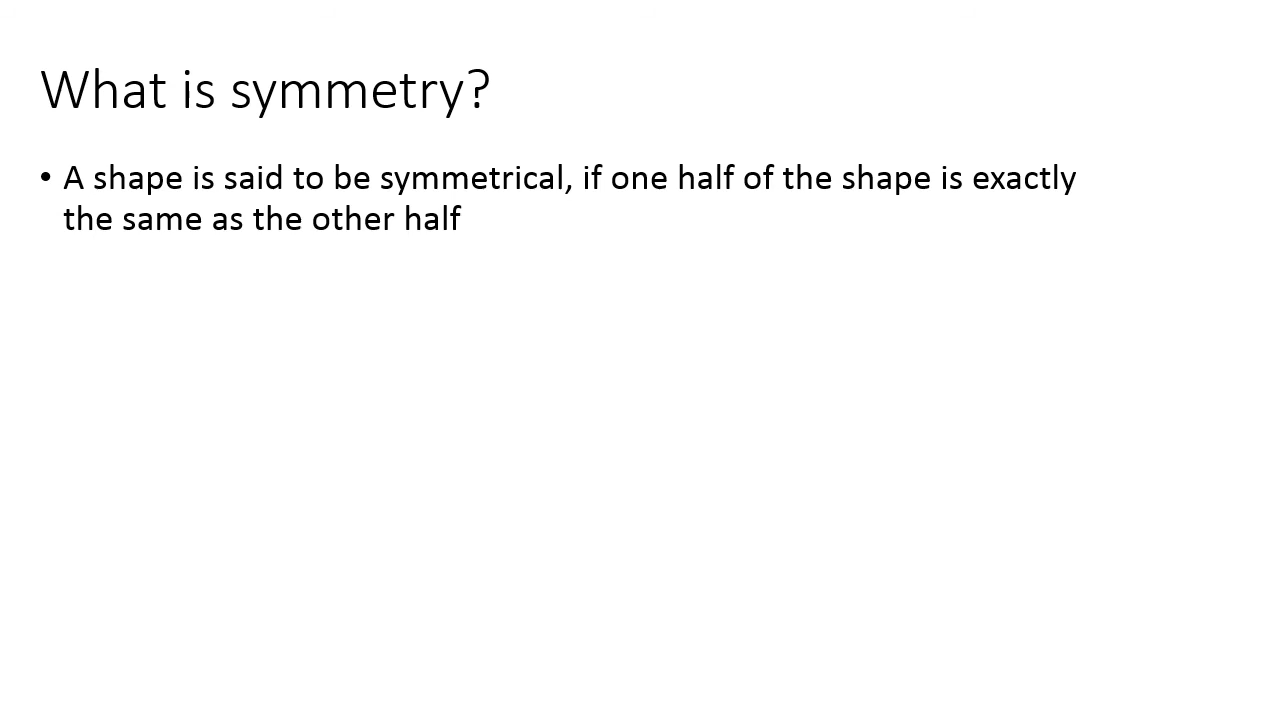 What is symmetry?
• A shape is said to be symmetrical, if one half of the shape is exactly
the same as the other half